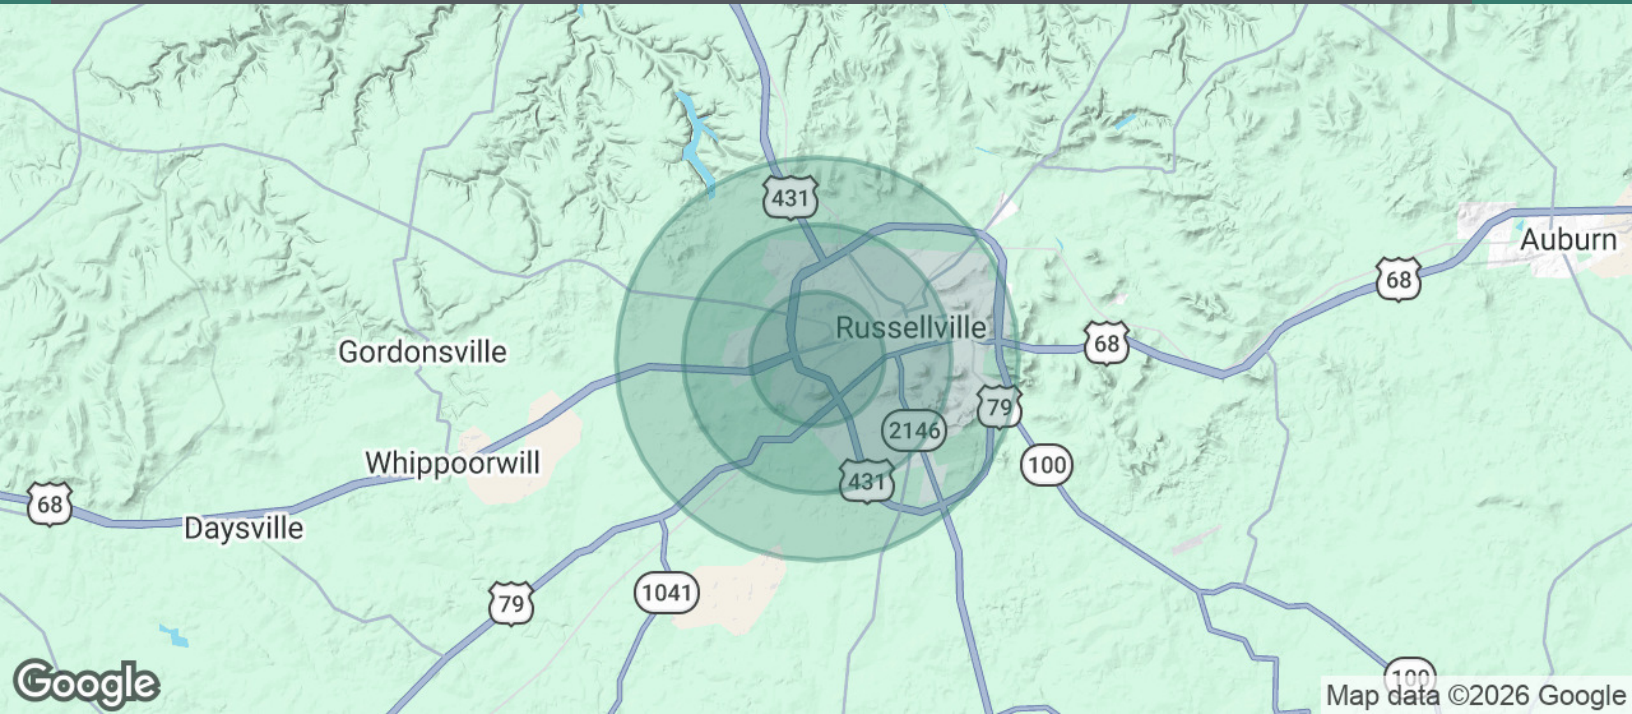 431
Auburn
68
Russellville
68
Gordonsville
79
2146
Whippoorwill
100
431
68
Daysville
1041
79
100
Google
Map data ©2026 Google